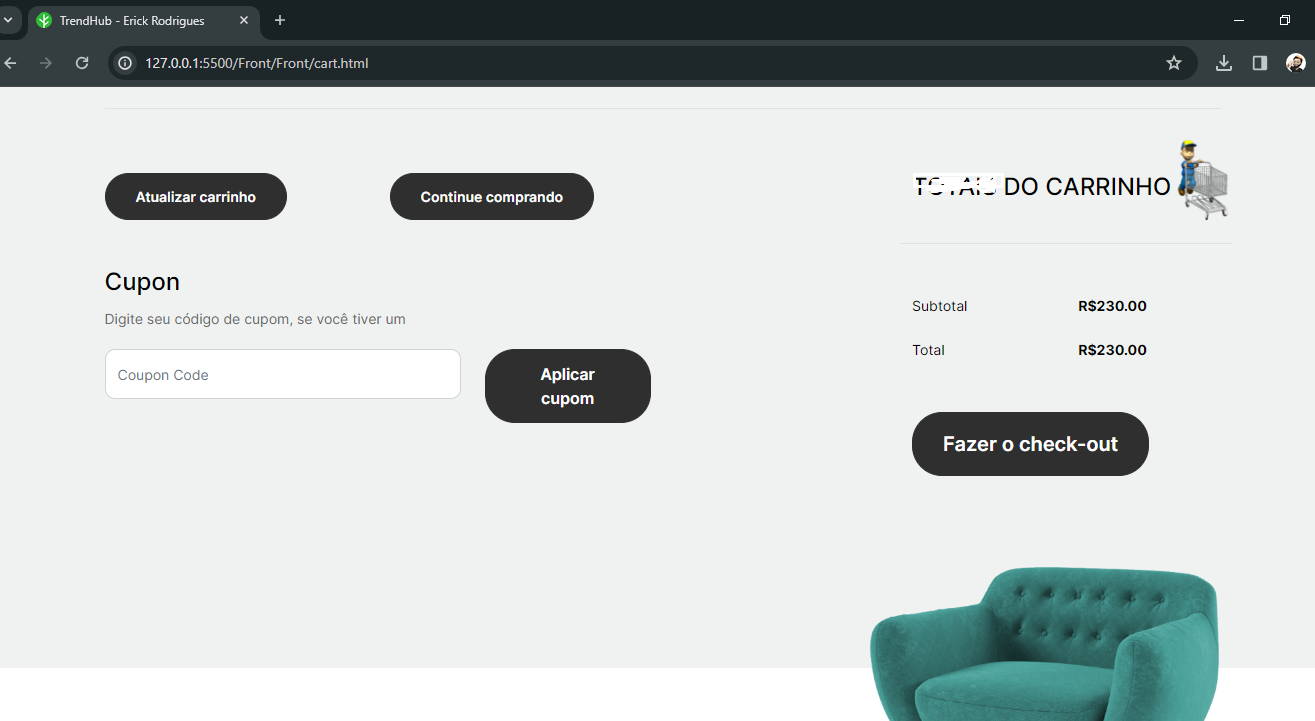 TrendHub - Erick Rodrigues
127.0.0.1:5500/Front/Front/cart.html
Atualizar carrinho
Continue comprando
TOTAIS DO CARRINHO
Cupon
Digite seu código de cupom, se você tiver um
Coupon Code
Aplicar
cupom
Subtotal R$230.00
Total R$230.00
Fazer o check-out